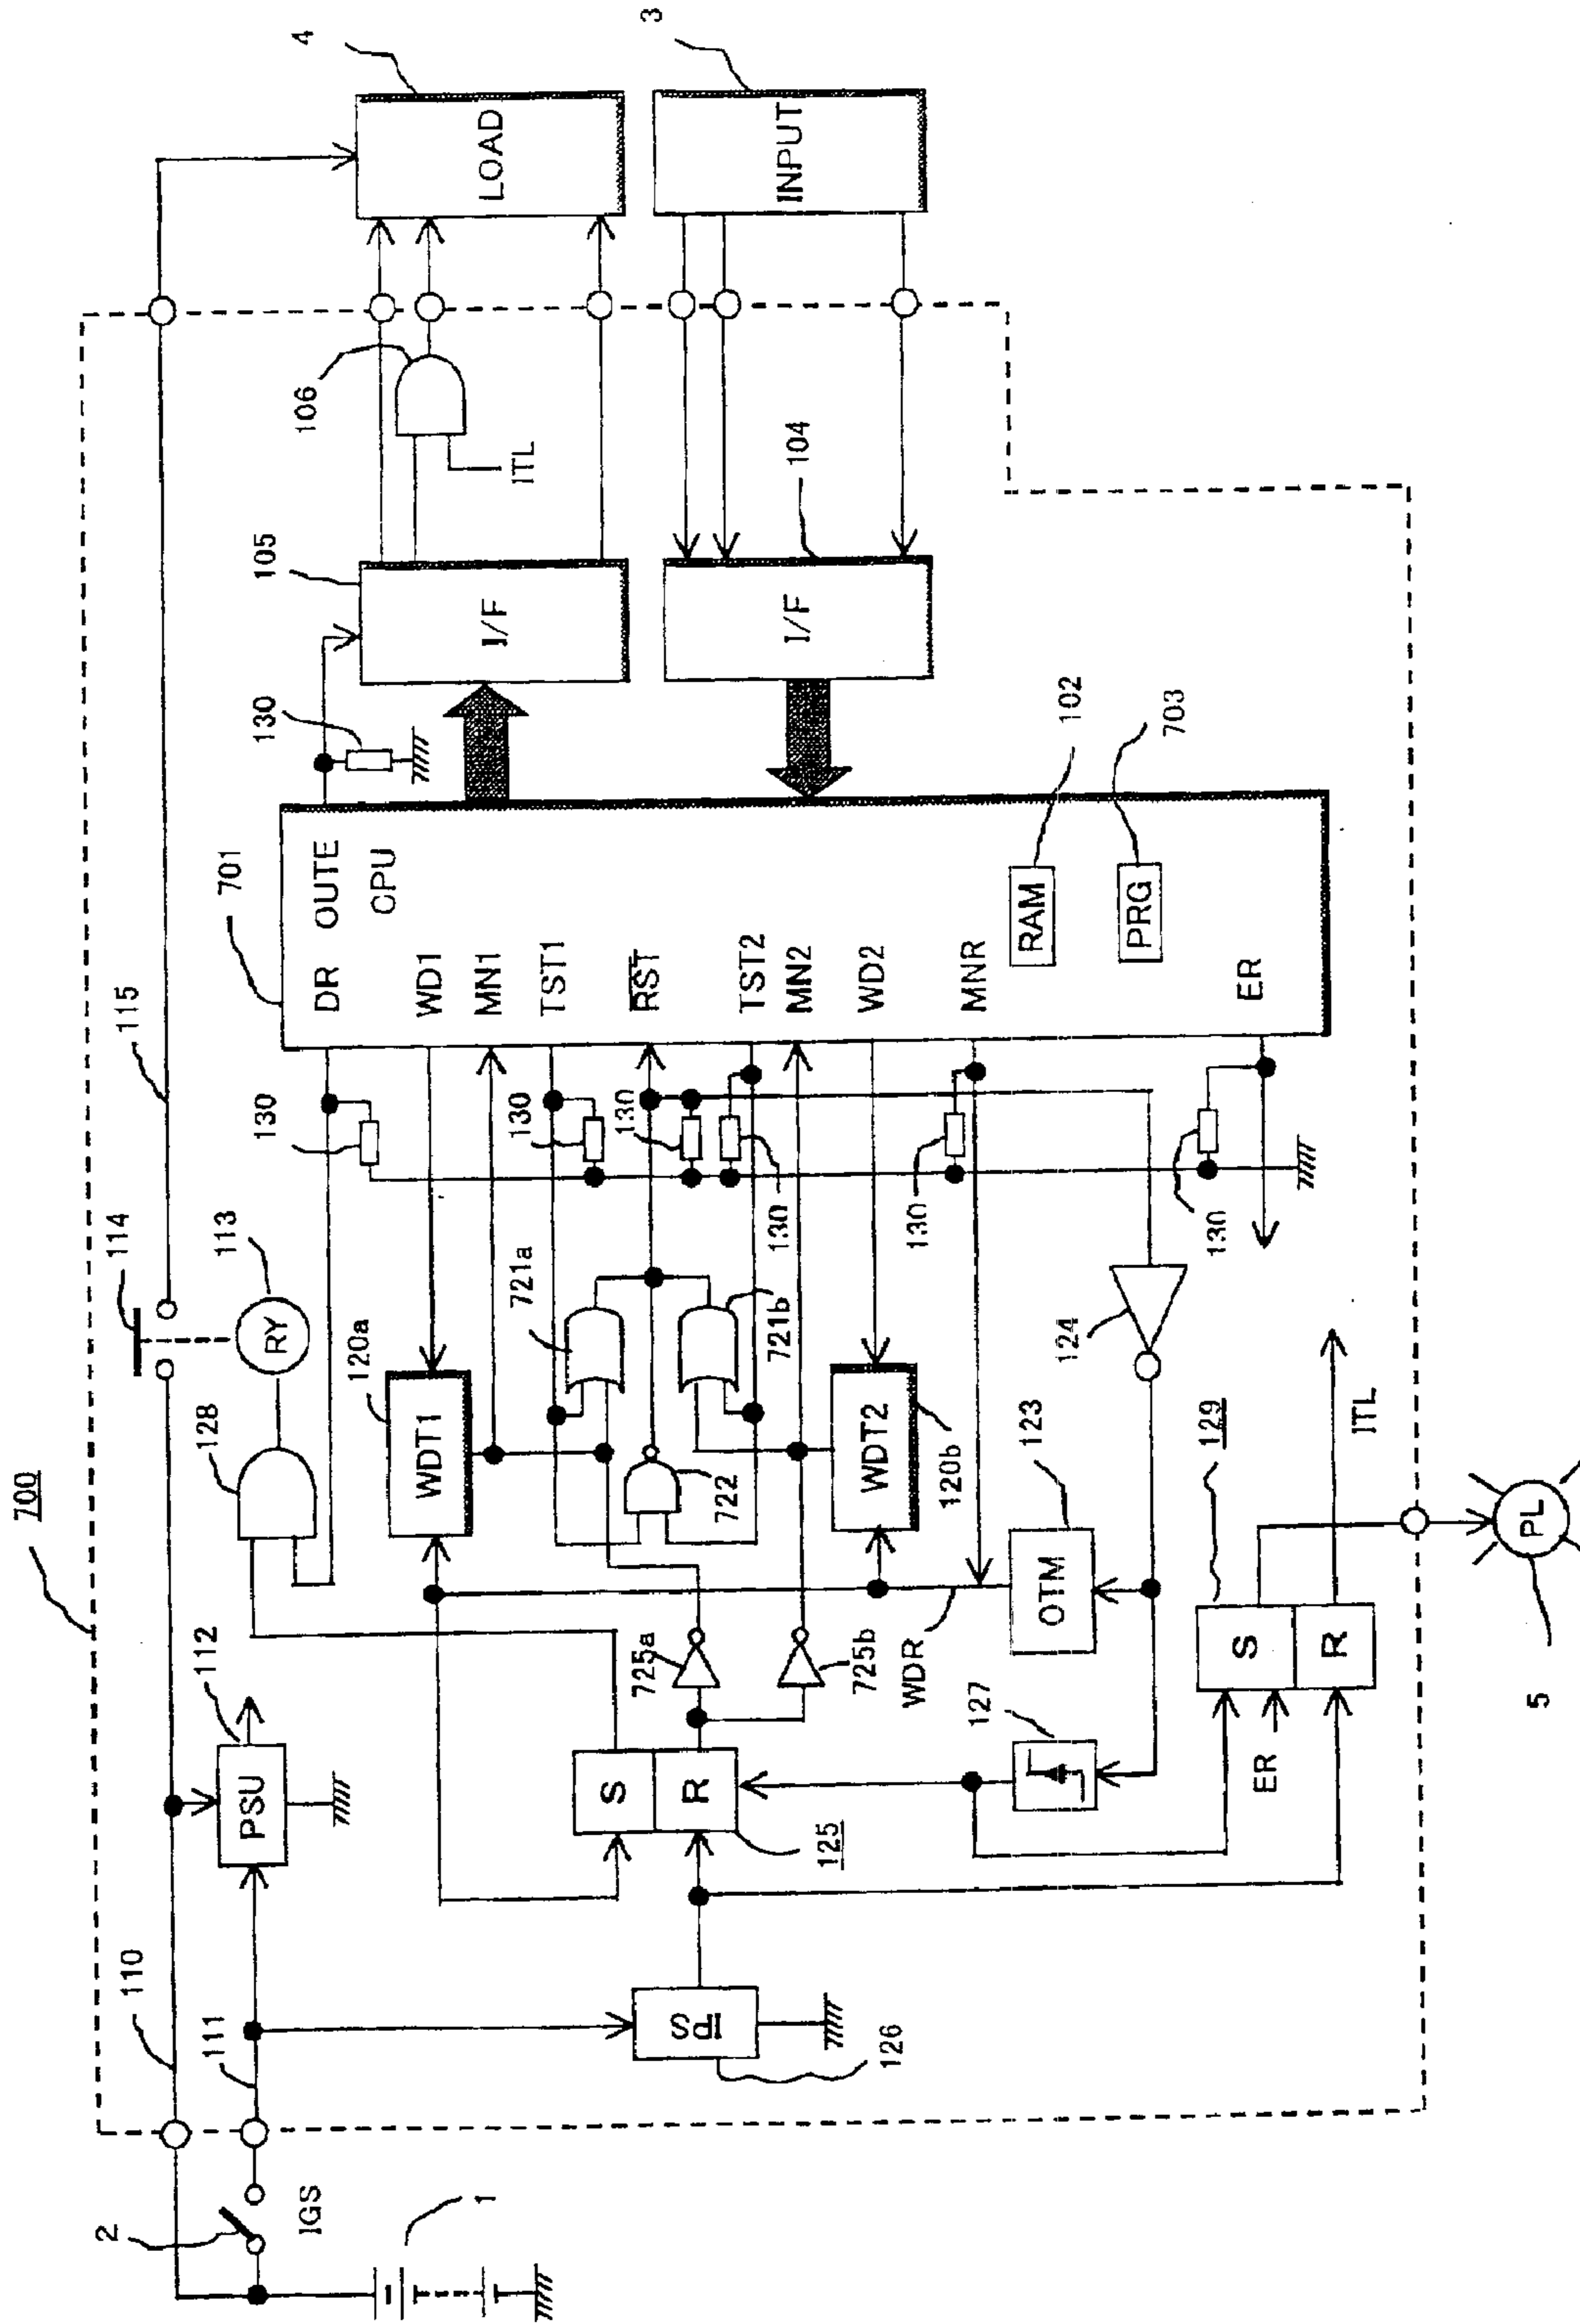 700
110
114
115
2
112
113
111
128
130
701
130
105
106
4
IGS
PSU
RY
1
DR OUTE
CPU
120a
WDT1
WD1
MN1
I/F
LOAD
721a
130
TST1
ITL
S
R
125
725a
722
130
RST
IPS
126
721b
130
TST2
MN2
3
725b
WDT2
120b
WD2
I/F
INPUT
104
WDR
130
MNR
127
OTM
123
124
RAM
102
ER
129
130
PRG
703
S
R
ER
ITL
5
PL